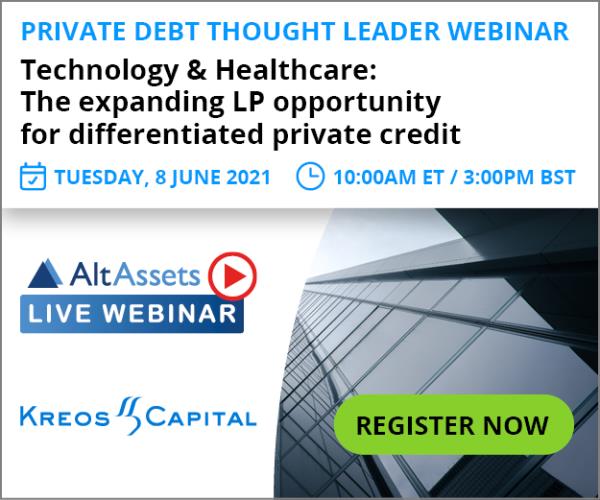 PRIVATE DEBT THOUGHT LEADER WEBINAR
Technology & Healthcare:
The expanding LP opportunity
for differentiated private credit
TUESDAY, 8 JUNE 2021 10:00AM ET / 3:00PM BST
AltAssets
LIVE WEBINAR
KREOS CAPITAL
REGISTER NOW